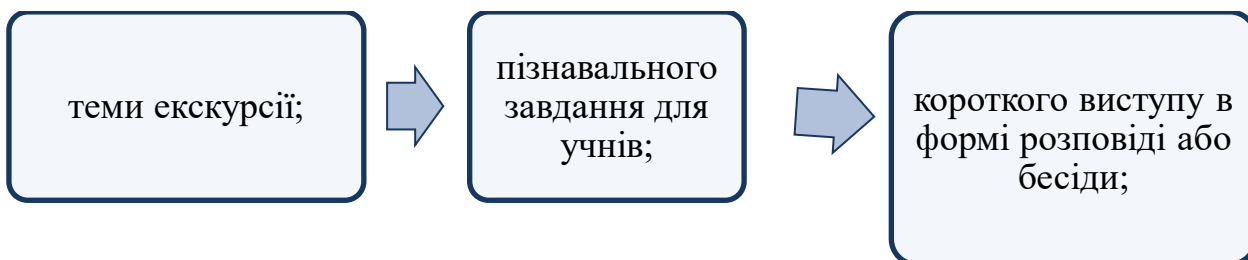 теми екскурсії;
пізнавального
завдання для
учнів;
короткого виступу в
формі розповіді або
бесіди;